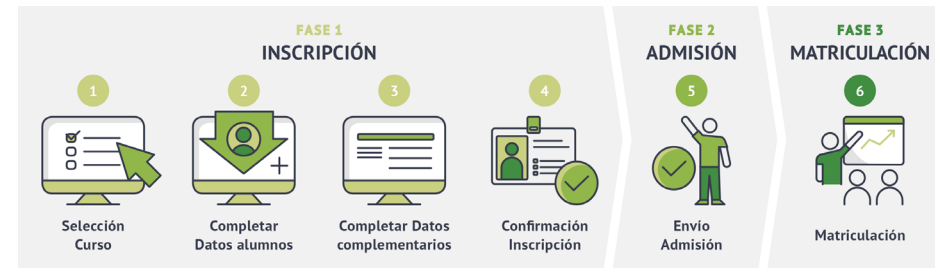 FASE 1
INSCRIPCIÓN
1
2
3
4
Selección
Curso
Completar
Datos alumnos
Completar Datos
complementarios
Confirmación
Inscripción
FASE 2
ADMISIÓN
5
Envío
Admisión
FASE 3
MATRICULACIÓN
6
Matriculación